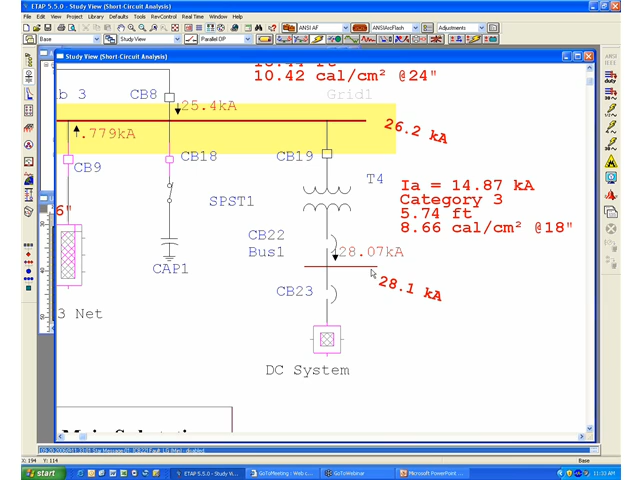 ETAP 5.5.0 - Study View (Short-Circuit Analysis)
File Edit View Project Library Defaults Tools RevControl Real Time Window Help
ANSI AF
ANSIArcFlash
Adjustments
Base
Study View
Parallel OP
Study View (Short-Circuit Analysis)
10.42 cal/cm² @24"
b 3
CB8
25.4kA
Grid1
26.2 kA
.779kA
CB9
CB18
CB19
T4
SPST1
6"
Ia = 14.87 kA
Category 3
5.74 ft
8.66 cal/cm² @18"
CB22
Bus1
28.07kA
28.1 kA
CAP1
CB23
3 Net
DC System
X: 194 Y: 114
Base
start
ETAP 5.5.0 - Study Vi...
GoToMeeting : Web c...
GoToWebinar
Microsoft PowerPoint ...
11:33 AM